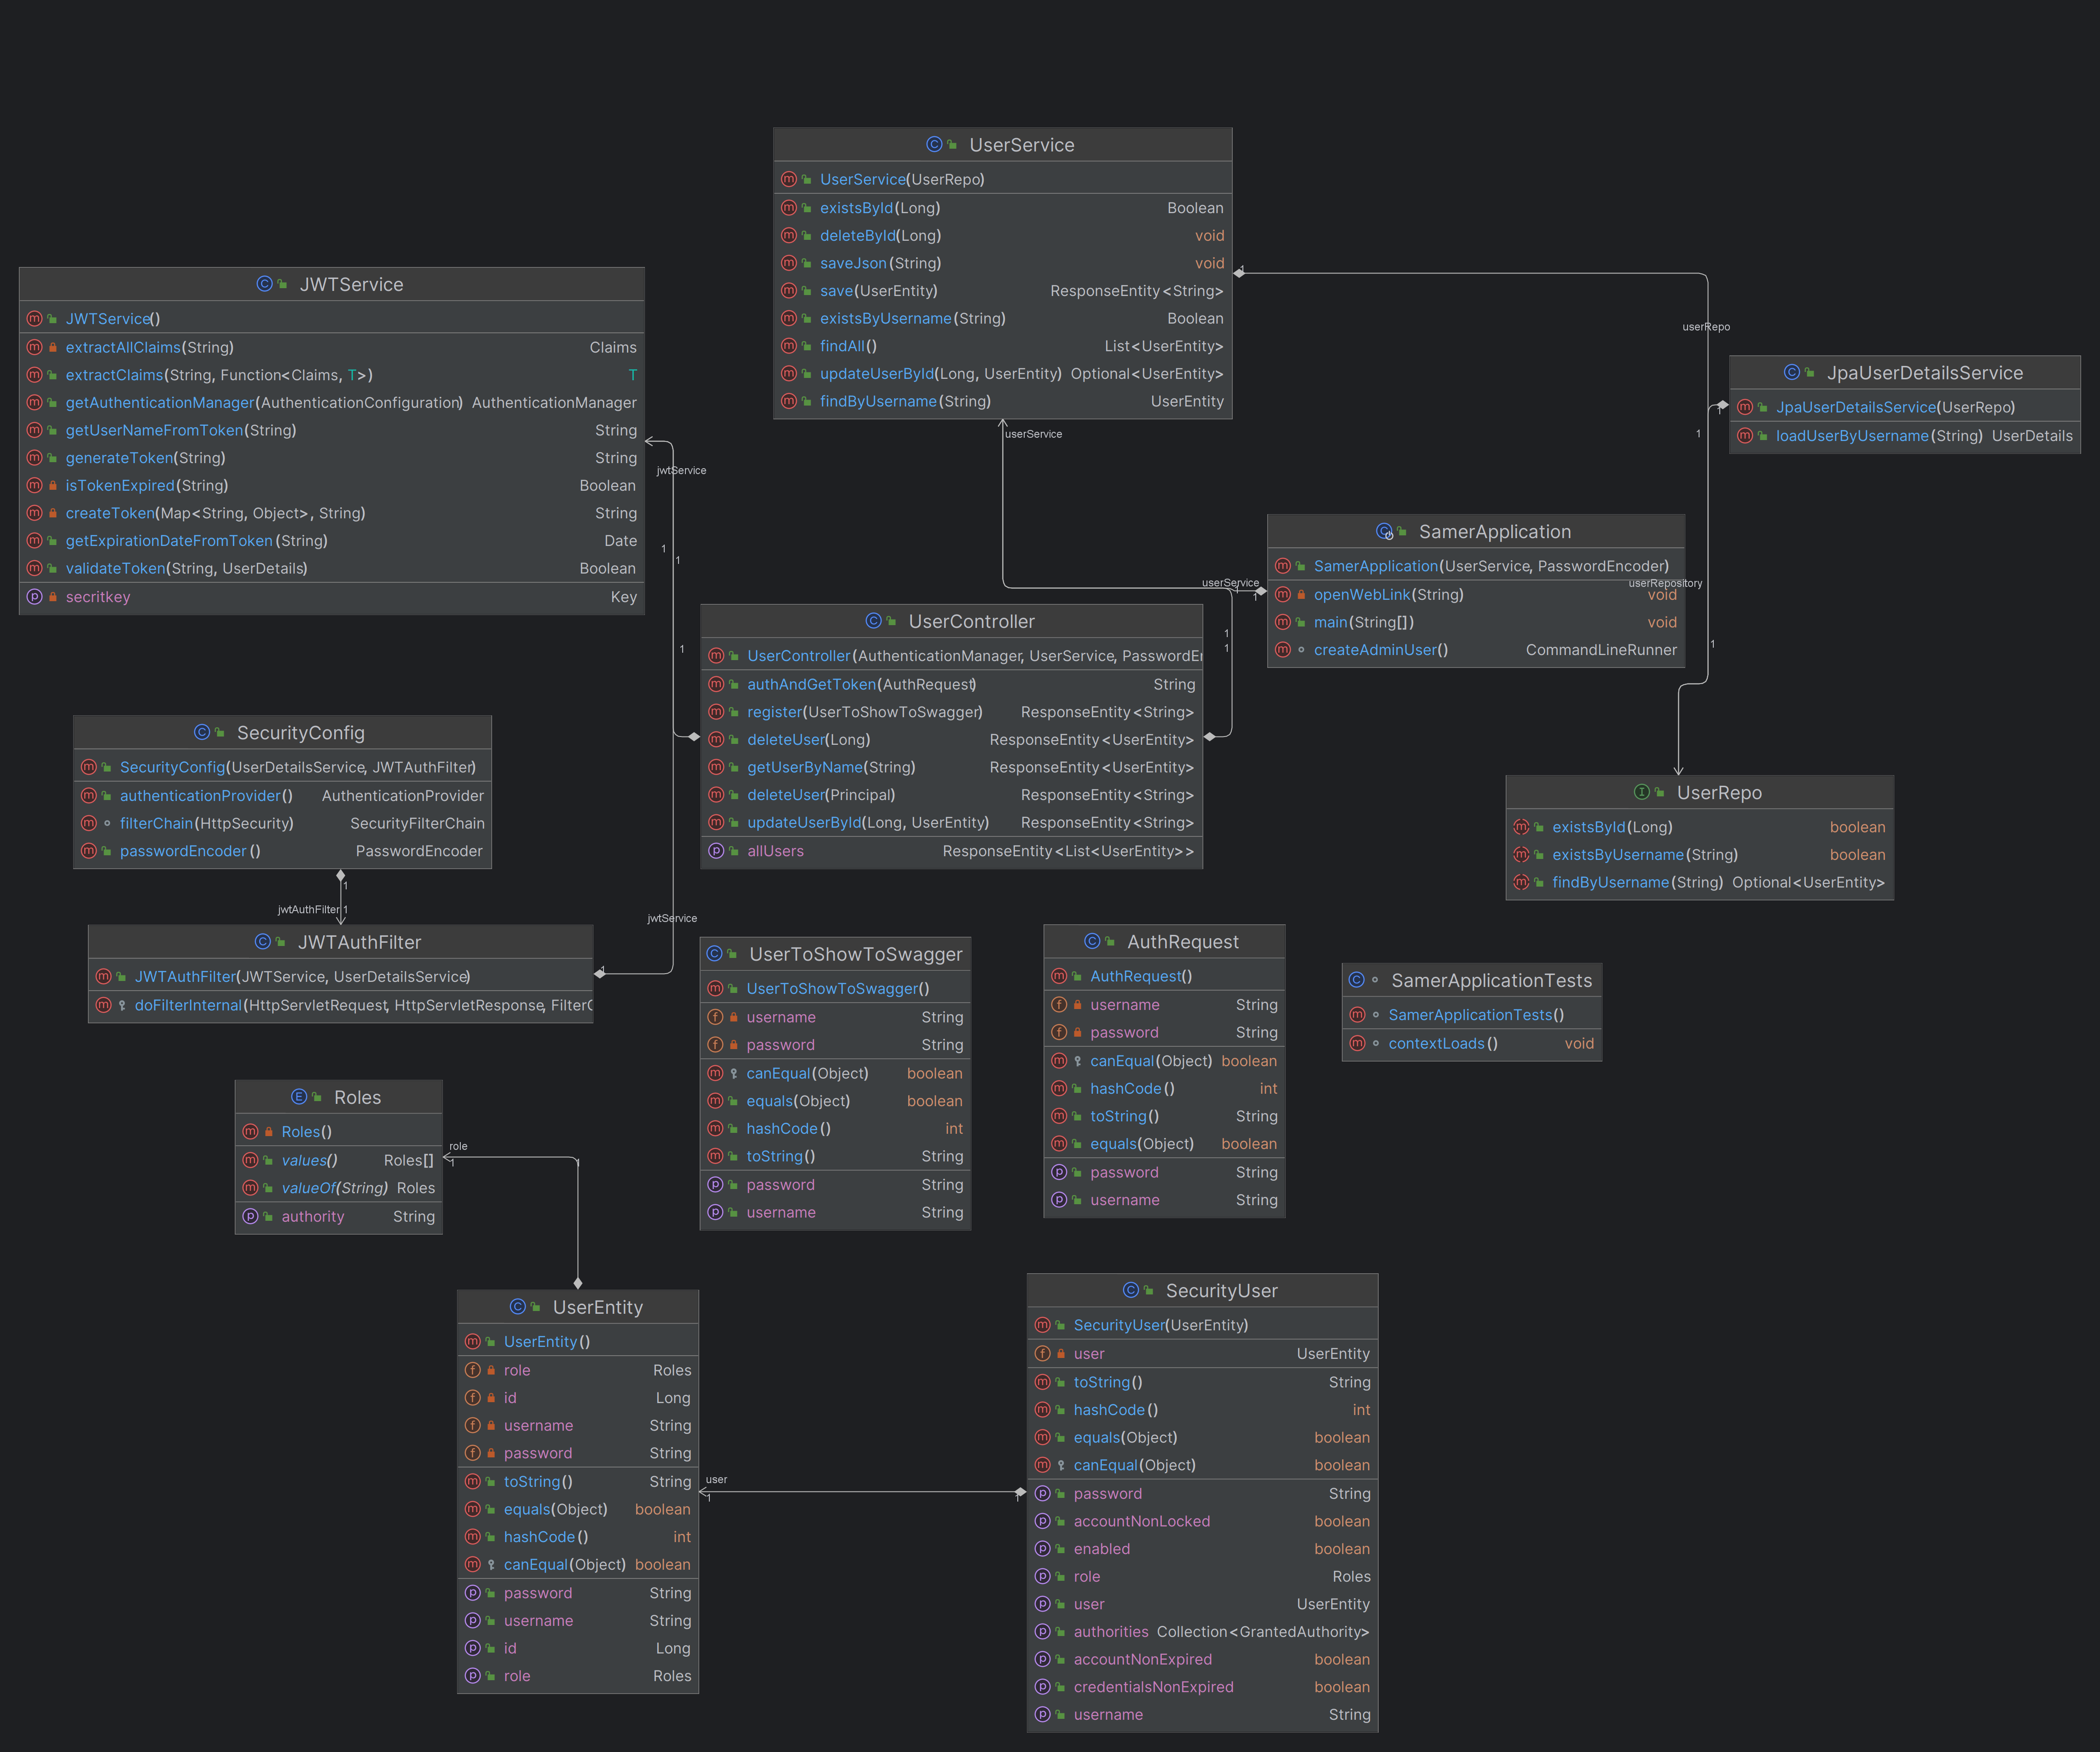 UserService
UserService(UserRepo)
existsById(Long) Boolean
deleteById(Long) void
saveJson(String) void
save(UserEntity) ResponseEntity<String>
existsByUsername(String) Boolean
findAll() List<UserEntity>
updateUserById(Long, UserEntity) Optional<UserEntity>
findByUsername(String) UserEntity
1
userRepo
JWTService
JWTService()
extractAllClaims(String) Claims
extractClaims(String, Function<Claims, T>) T
getAuthenticationManager(AuthenticationConfiguration) AuthenticationManager
getUserNameFromToken(String) String
generateToken(String) String
isTokenExpired(String) Boolean
createToken(Map<String, Object>, String) String
getExpirationDateFromToken(String) Date
validateToken(String, UserDetails) Boolean
secritkey Key
JpaUserDetailsService
JpaUserDetailsService(UserRepo)
loadUserByUsername(String) UserDetails
1
1
userService
jwtService
1
1
1
SamerApplication
SamerApplication(UserService, PasswordEncoder)
openWebLink(String) void
main(String[]) void
createAdminUser() CommandLineRunner
userService
1
1
userRepository
1
1
1
UserController
UserController(AuthenticationManager, UserService, PasswordEr
authAndGetToken(AuthRequest) String
register(UserToShowToSwagger) ResponseEntity<String>
deleteUser(Long) ResponseEntity<UserEntity>
getUserByName(String) ResponseEntity<UserEntity>
deleteUser(Principal) ResponseEntity<String>
updateUserById(Long, UserEntity) ResponseEntity<String>
allUsers ResponseEntity<List<UserEntity>>
SecurityConfig
SecurityConfig(UserDetailsService, JWTAuthFilter)
authenticationProvider() AuthenticationProvider
filterChain(HttpSecurity) SecurityFilterChain
passwordEncoder() PasswordEncoder
1
jwtAuthFilter 1
UserRepo
existsById(Long) boolean
existsByUsername(String) boolean
findByUsername(String) Optional<UserEntity>
JWTAuthFilter
JWTAuthFilter(JWTService, UserDetailsService)
doFilterInternal(HttpServletRequest, HttpServletResponse, FilterC
1
jwtService
UserToShowToSwagger
UserToShowToSwagger()
username String
password String
canEqual(Object) boolean
equals(Object) boolean
hashCode() int
toString() String
password String
username String
AuthRequest
AuthRequest()
username String
password String
canEqual(Object) boolean
hashCode() int
toString() String
equals(Object) boolean
password String
username String
SamerApplicationTests
SamerApplicationTests()
contextLoads() void
Roles
Roles()
values() Roles[]
valueOf(String) Roles
authority String
role
1
1
UserEntity
UserEntity()
role Roles
id Long
username String
password String
toString() String
equals(Object) boolean
hashCode() int
canEqual(Object) boolean
password String
username String
id Long
role Roles
user
1
1
SecurityUser
SecurityUser(UserEntity)
user UserEntity
toString() String
hashCode() int
equals(Object) boolean
canEqual(Object) boolean
password String
accountNonLocked boolean
enabled boolean
role Roles
user UserEntity
authorities Collection<GrantedAuthority>
accountNonExpired boolean
credentialsNonExpired boolean
username String